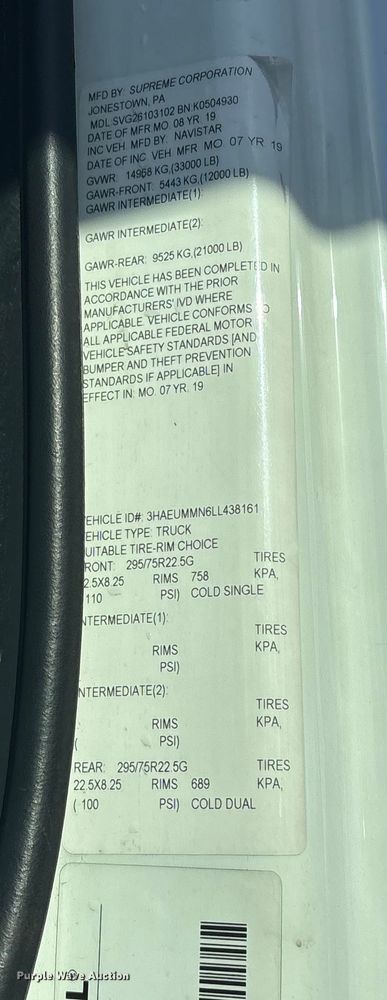 MFD BY: SUPREME CORPORATION
JONESTOWN, PA
MDL:SVG26103102 BN:K0504930
DATE OF MFR MO. 08 YR. 19
INC VEH. MFD BY: NAVISTAR
DATE OF INC. VEH. MFR MO. 07 YR. 19
GVWR: 14968 KG,(33000 LB)
GAWR-FRONT: 5443 KG,(12000 LB)
GAWR INTERMEDIATE(1):
GAWR INTERMEDIATE(2):
GAWR-REAR: 9525 KG,(21000 LB)
THIS VEHICLE HAS BEEN COMPLETED IN
ACCORDANCE WITH THE PRIOR
MANUFACTURERS' IVD WHERE
APPLICABLE. VEHICLE CONFORMS O
ALL APPLICABLE FEDERAL MOTOR
VEHICLE SAFETY STANDARDS [AND
BUMPER AND THEFT PREVENTION
STANDARDS IF APPLICABLE] IN
EFFECT IN: MO. 07 YR. 19
EHICLE ID#: 3HAEUMMN6LL438161
EHICLE TYPE: TRUCK
UITABLE TIRE-RIM CHOICE
RONT: 295/75R22.5G TIRES
2.5X8.25 RIMS 758 KPA,
110 PSI) COLD SINGLE
NTERMEDIATE(1): TIRES
RIMS KPA,
PSI)
NTERMEDIATE(2): TIRES
RIMS KPA,
( PSI)
REAR: 295/75R22.5G TIRES
22.5X8.25 RIMS 689 KPA,
( 100 PSI) COLD DUAL
Purple Wave Auction